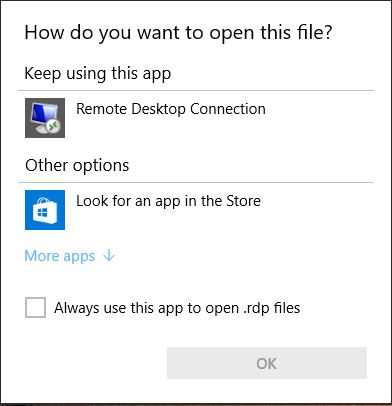 How do you want to open this file?
Keep using this app
Remote Desktop Connection
Other options
Look for an app in the Store
More apps ↓
Always use this app to open .rdp files
OK